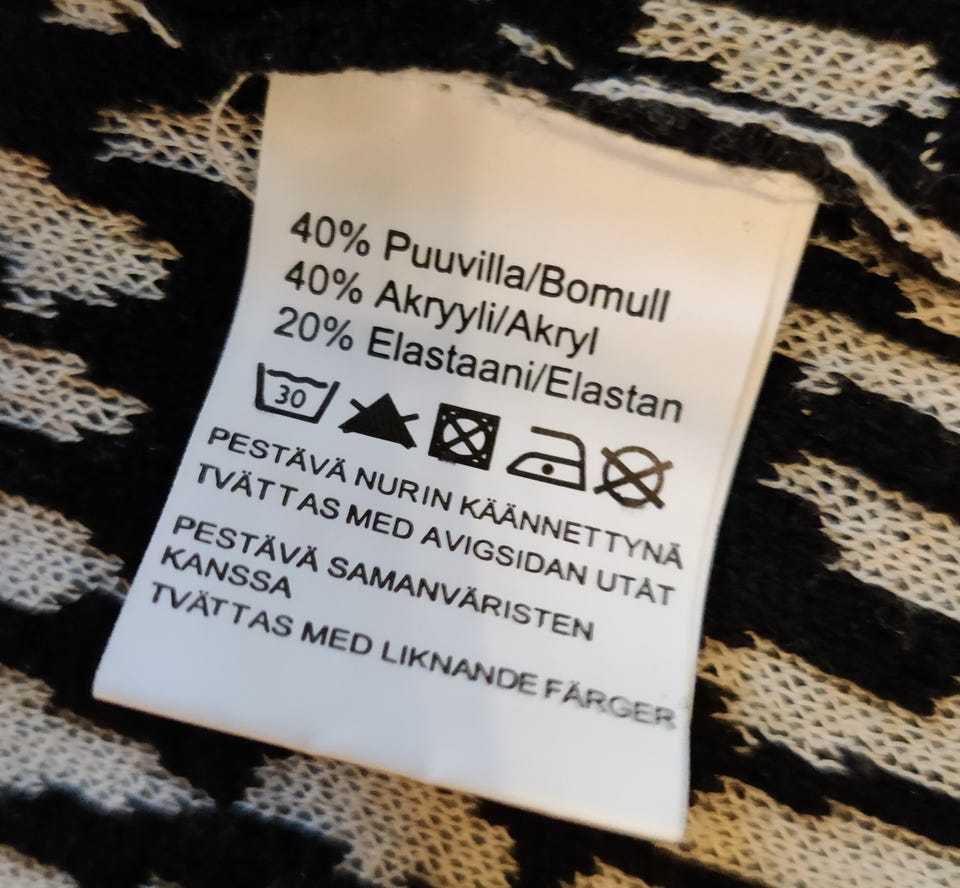 40% Puuvilla/Bomull
40% Akryyli/Akryl
20% Elastaani/Elastan
30
PESTÄVÄ NURIN KÄÄNNETTYNÄ
TVÄTTAS MED AVIGSIDAN UTÅT
PESTÄVÄ SAMANVÄRISTEN
KANSSA
TVÄTTAS MED LIKNANDE FÄRGER